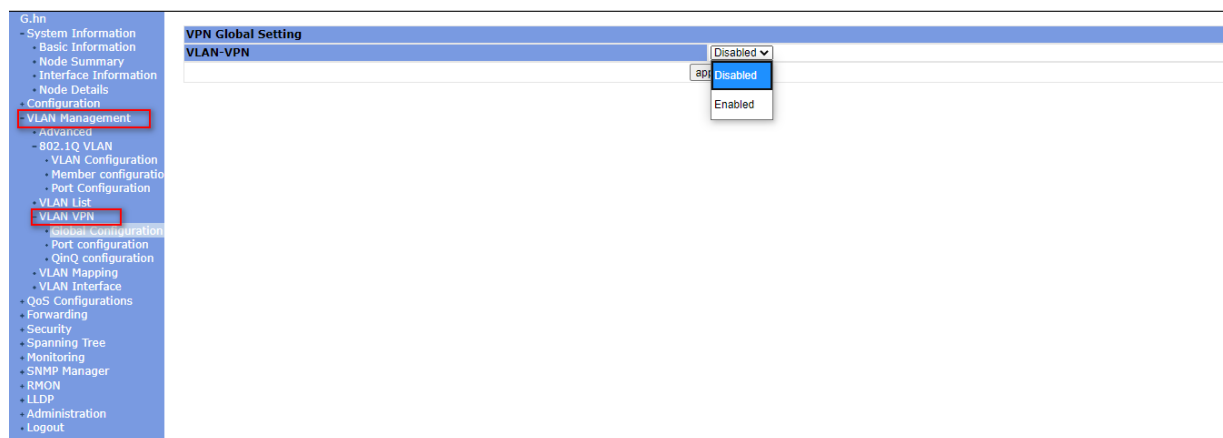 G.hn
System Information
Basic Information
Node Summary
Interface Information
Node Details
Configuration
VLAN Management
Advanced
802.1Q VLAN
VLAN Configuration
Member configuratio
Port Configuration
VLAN List
VLAN VPN
Global Configuration
Port configuration
QinQ configuration
VLAN Mapping
VLAN Interface
QoS Configurations
Forwarding
Security
Spanning Tree
Monitoring
SNMP Manager
RMON
LLDP
Administration
Logout
VPN Global Setting
VLAN-VPN Disabled
app
Disabled
Enabled